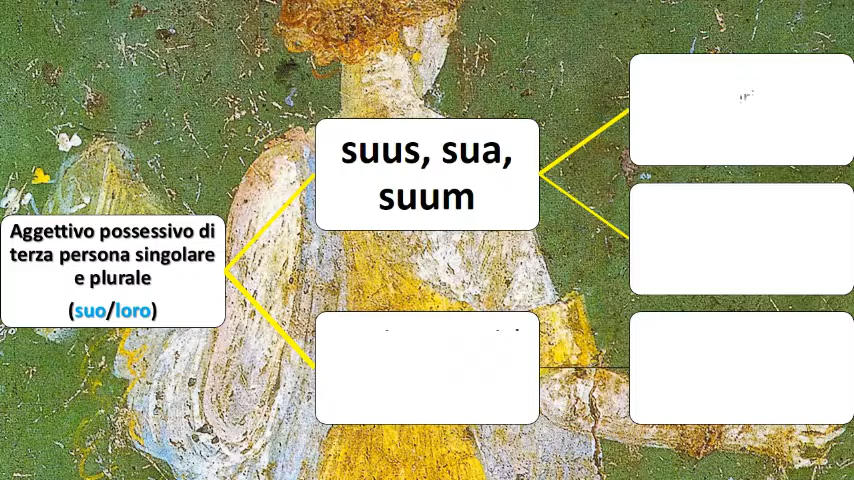 Aggettivo possessivo di
terza persona singolare
e plurale
(suo/loro)
suus, sua,
suum